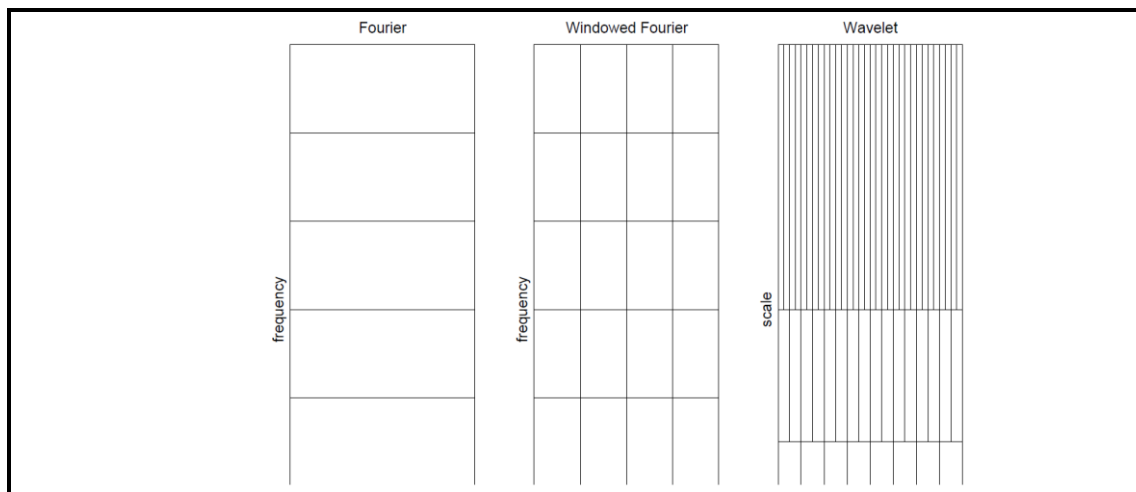 Fourier
Windowed Fourier
Wavelet
frequency
frequency
scale